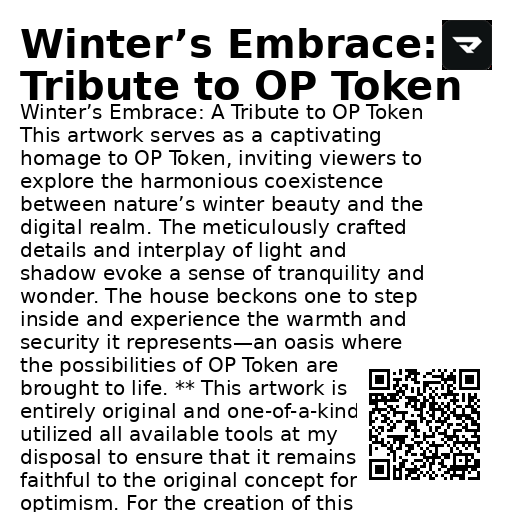 Winter’s Embrace:
Tribute to OP Token
Winter’s Embrace: A Tribute to OP Token
This artwork serves as a captivating
homage to OP Token, inviting viewers to
explore the harmonious coexistence
between nature’s winter beauty and the
digital realm. The meticulously crafted
details and interplay of light and
shadow evoke a sense of tranquility and
wonder. The house beckons one to step
inside and experience the warmth and
security it represents—an oasis where
the possibilities of OP Token are
brought to life. ** This artwork is
entirely original and one-of-a-kind
utilized all available tools at my
disposal to ensure that it remains
faithful to the original concept for
optimism. For the creation of this